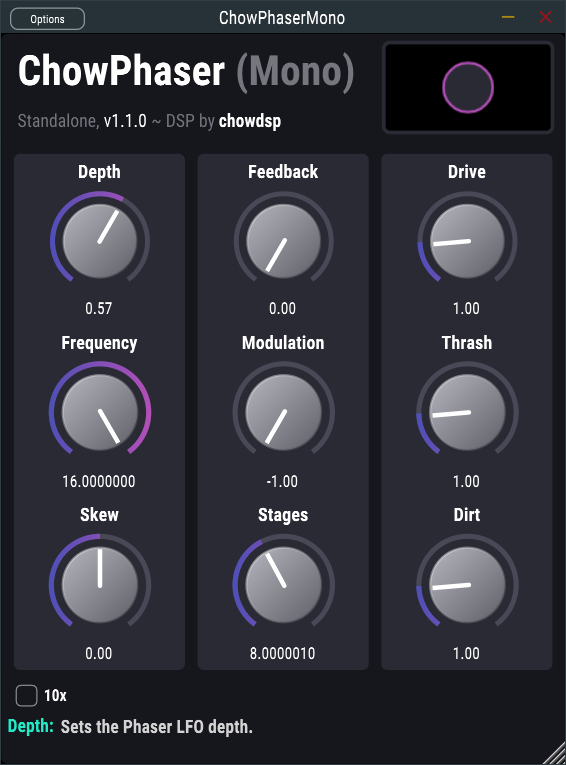 Options ChowPhaserMono
ChowPhaser (Mono)
Standalone, v1.1.0 ~ DSP by chowdsp
Depth Feedback Drive
0.57 0.00 1.00
Frequency Modulation Thrash
16.0000000 -1.00 1.00
Skew Stages Dirt
0.00 8.0000010 1.00
10x
Depth: Sets the Phaser LFO depth.